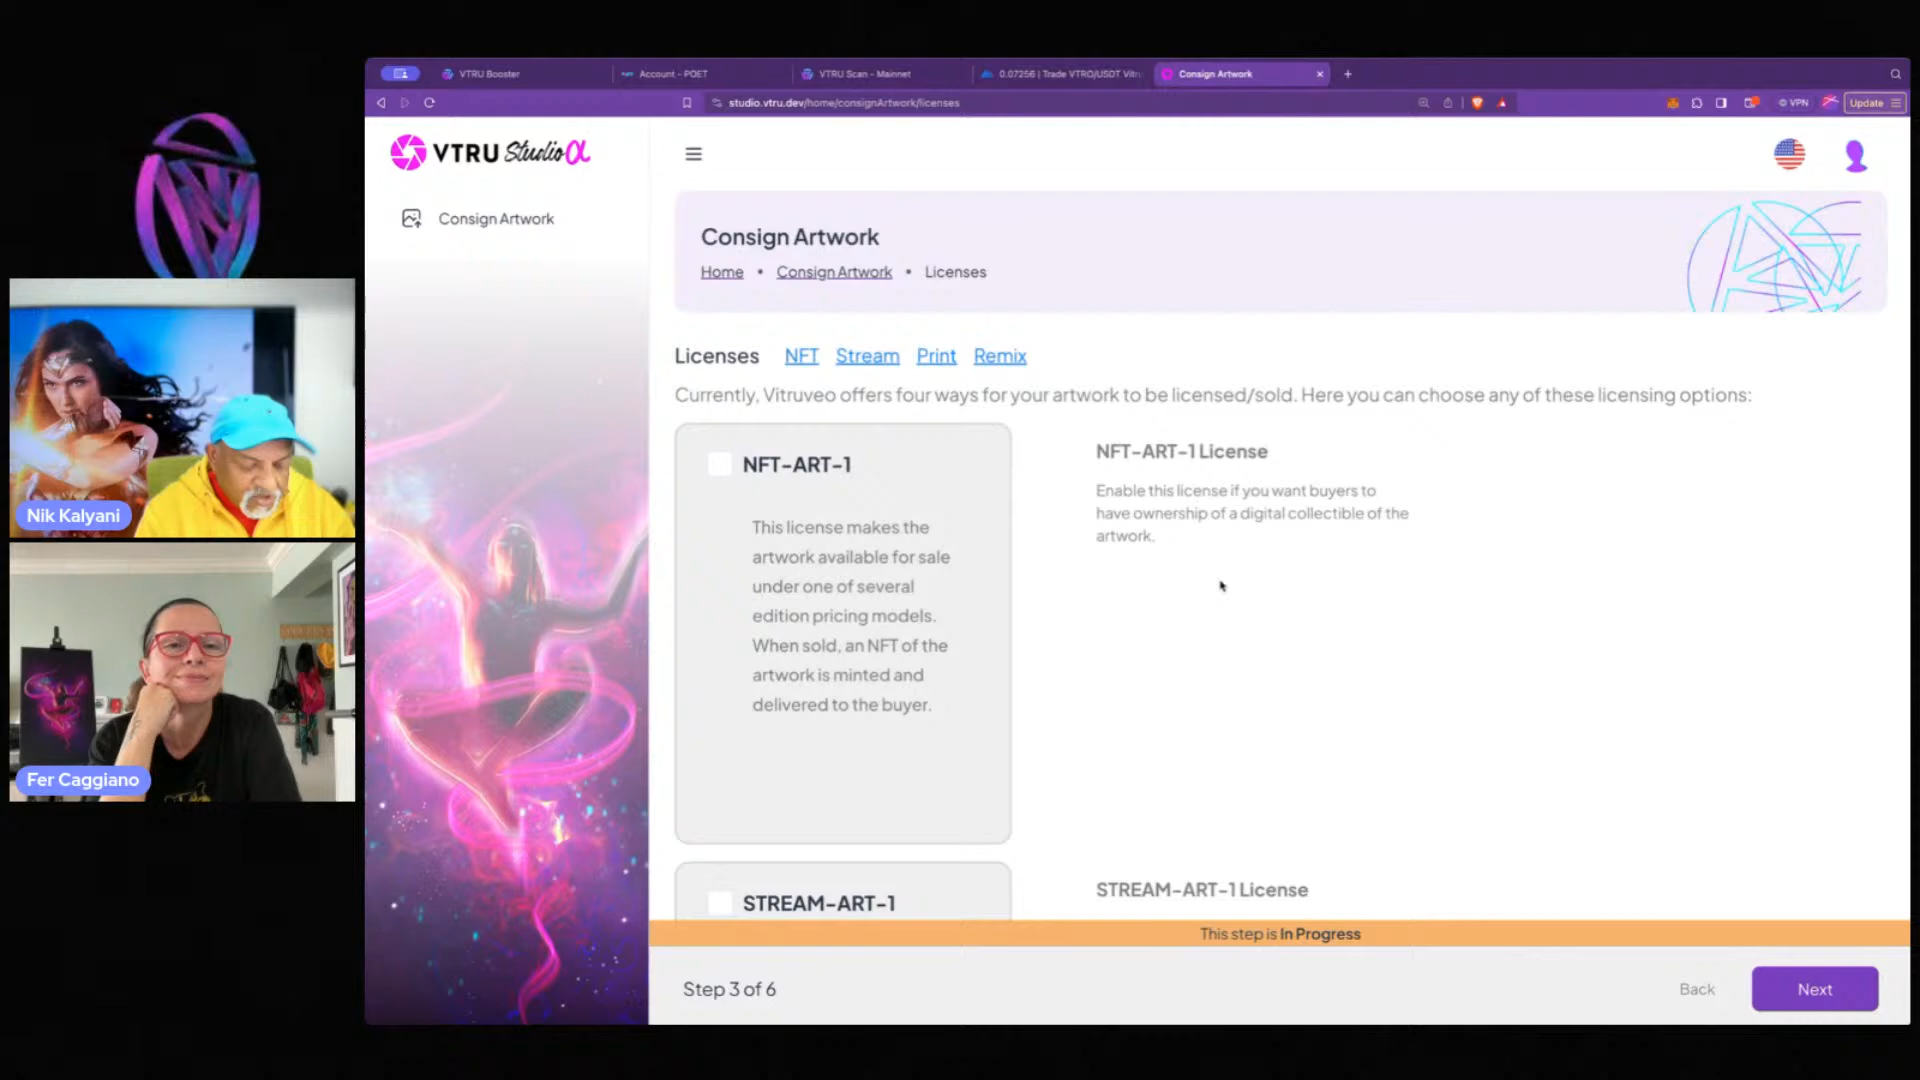 VTRU Booster
Account - POET
VTRU Scan - Mainnet
0.07256 | Trade VTRO/USDT Vitru
Consign Artwork
studio.vtru.dev/home/consignArtwork/licenses
VPN
Update
VTRU Studio α
Consign Artwork
Consign Artwork
Home • Consign Artwork • Licenses
Licenses NFT Stream Print Remix
Currently, Vitruveo offers four ways for your artwork to be licensed/sold. Here you can choose any of these licensing options:
NFT-ART-1
This license makes the
artwork available for sale
under one of several
edition pricing models.
When sold, an NFT of the
artwork is minted and
delivered to the buyer.
NFT-ART-1 License
Enable this license if you want buyers to
have ownership of a digital collectible of the
artwork.
STREAM-ART-1
STREAM-ART-1 License
This step is In Progress
Step 3 of 6
Back
Next
Nik Kalyani
Fer Caggiano